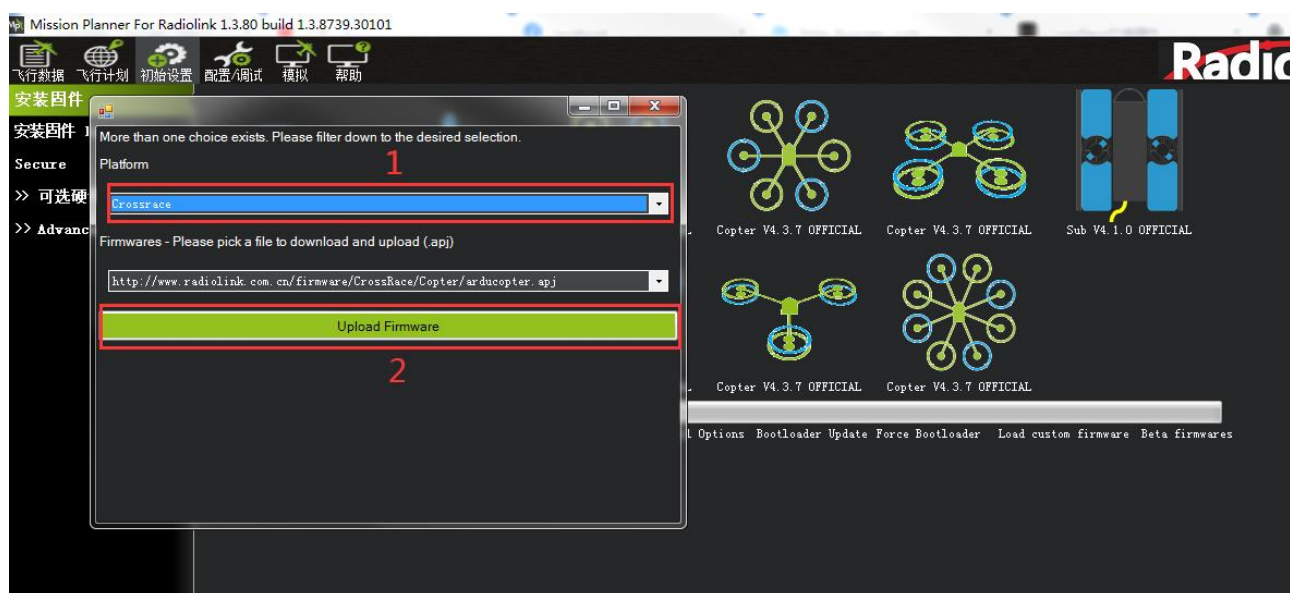 Mission Planner For Radiolink 1.3.80 build 1.3.8739.30101
飞行数据 飞行计划 初始设置 配置/调试 模拟 帮助
安装固件
安装固件
Secure
>> 可选硬
>> Advanc
More than one choice exists. Please filter down to the desired selection.
Platform
1
Crossrace
Firmwares - Please pick a file to download and upload (.apj)
http://www.radiolink.com.cn/firmware/CrossRace/Copter/arducopter.apj
Upload Firmware
2
Radio
Copter V4.3.7 OFFICIAL
Copter V4.3.7 OFFICIAL
Sub V4.1.0 OFFICIAL
Copter V4.3.7 OFFICIAL
Copter V4.3.7 OFFICIAL
l Options Bootloader Update Force Bootloader Load custom firmware Beta firmwares